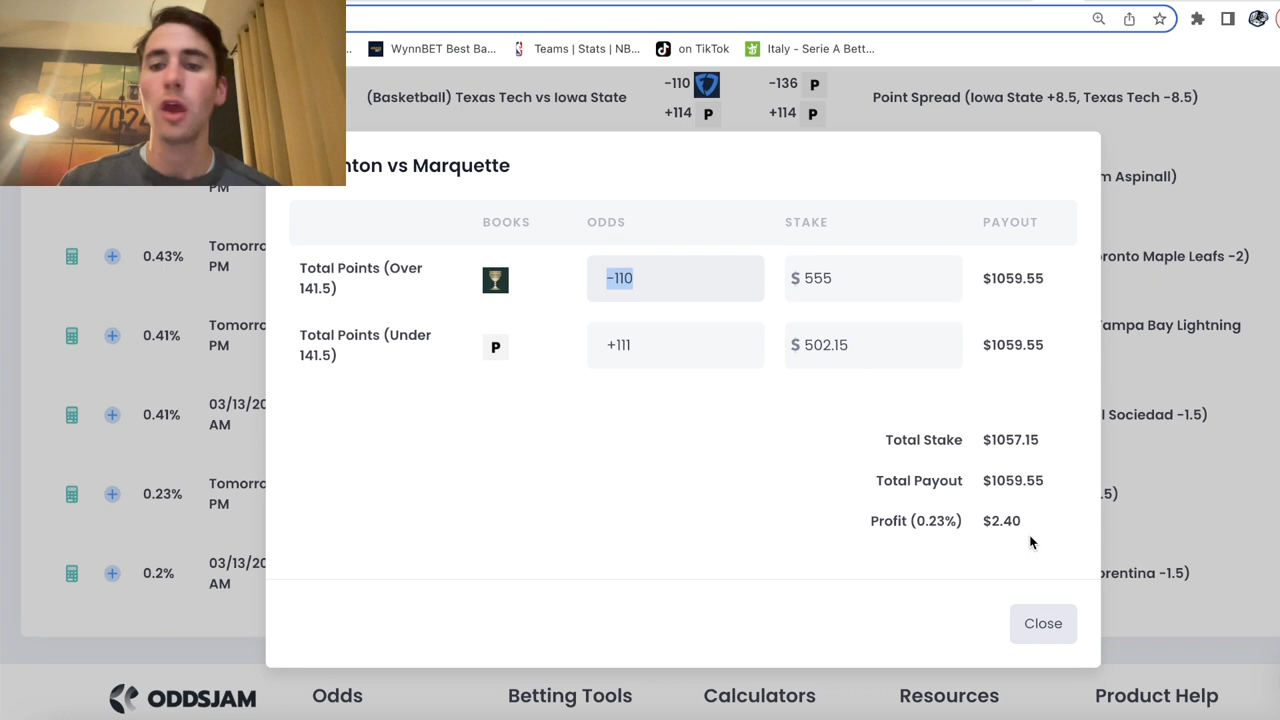 WynnBET Best Ba...
Teams | Stats | NB...
on TikTok
Italy - Serie A Bett...
702
(Basketball) Texas Tech vs Iowa State
-110
-136 P
Point Spread (Iowa State +8.5, Texas Tech -8.5)
+114 P
+114 P
nton vs Marquette
PM
m Aspinall)
BOOKS
ODDS
STAKE
PAYOUT
0.43%
Tomorro
PM
Total Points (Over
141.5)
-110
$ 555
$1059.55
oronto Maple Leafs -2)
0.41%
Tomorro
PM
Total Points (Under
141.5)
P
+111
$ 502.15
$1059.55
Tampa Bay Lightning
0.41%
03/13/20
AM
l Sociedad -1.5)
Total Stake
$1057.15
0.23%
Tomorro
PM
Total Payout
$1059.55
.5)
Profit (0.23%)
$2.40
0.2%
03/13/20
AM
orentina -1.5)
Close
ODDSJAM
Odds
Betting Tools
Calculators
Resources
Product Help